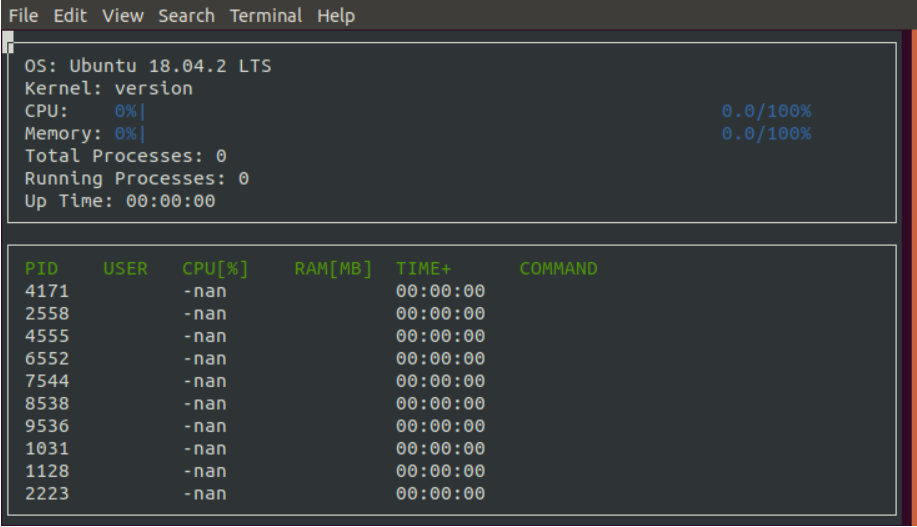 File Edit View Search Terminal Help
OS: Ubuntu 18.04.2 LTS
Kernel: version
CPU: 0%| 0.0/100%
Memory: 0%| 0.0/100%
Total Processes: 0
Running Processes: 0
Up Time: 00:00:00
PID USER CPU[%] RAM[MB] TIME+ COMMAND
4171 -nan 00:00:00
2558 -nan 00:00:00
4555 -nan 00:00:00
6552 -nan 00:00:00
7544 -nan 00:00:00
8538 -nan 00:00:00
9536 -nan 00:00:00
1031 -nan 00:00:00
1128 -nan 00:00:00
2223 -nan 00:00:00